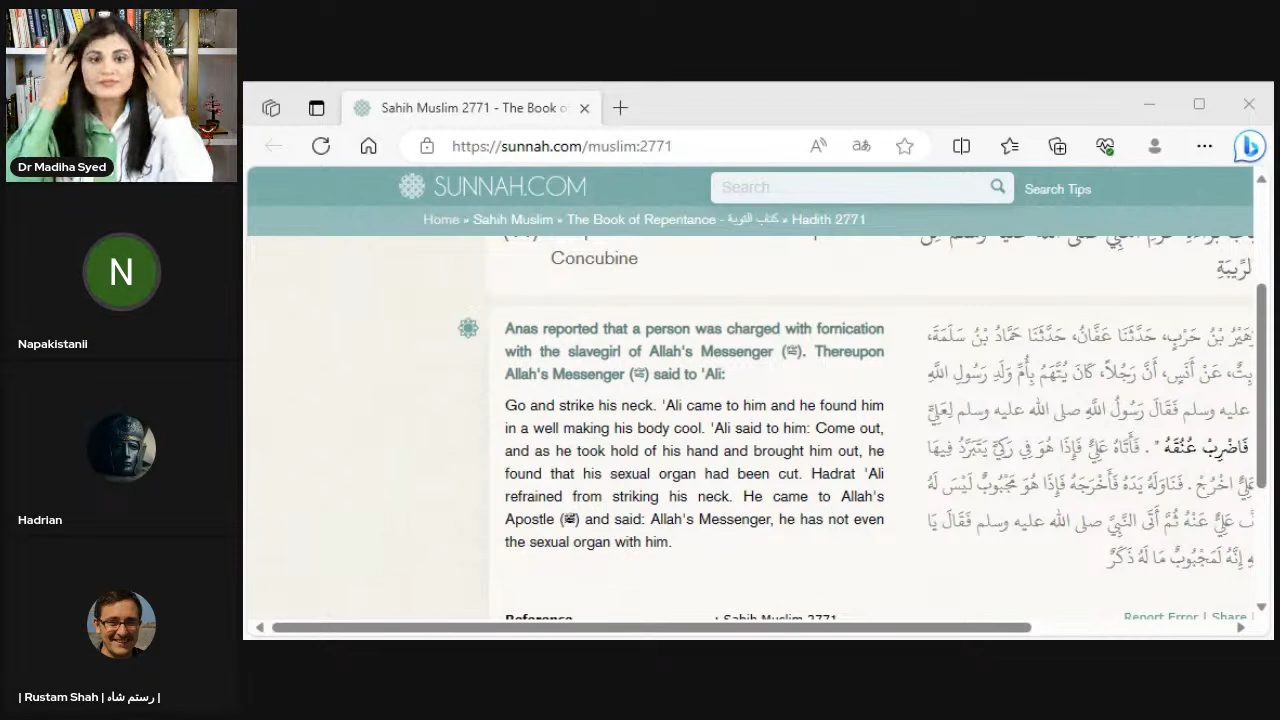 Dr Madiha Syed
N
Napakistanii
Hadrian
| Rustam Shah | رستم شاه |
Sahih Muslim 2771 - The Book o
https://sunnah.com/muslim:2771
SUNNAH.COM
Search
Search Tips
Home » Sahih Muslim » The Book of Repentance - كتاب التوبة » Hadith 2771
Concubine
الرِّيبَةِ
Anas reported that a person was charged with fornication
with the slavegirl of Allah's Messenger (ﷺ). Thereupon
Allah's Messenger (ﷺ) said to 'Ali:
Go and strike his neck. 'Ali came to him and he found him
in a well making his body cool. 'Ali said to him: Come out,
and as he took hold of his hand and brought him out, he
found that his sexual organ had been cut. Hadrat 'Ali
refrained from striking his neck. He came to Allah's
Apostle (ﷺ) and said: Allah's Messenger, he has not even
the sexual organ with him.
حَرْبٍ، حَدَّثَنَا عَفَّانُ، حَدَّثَنَا حَمَّادُ بْنُ سَلَمَةَ،
عَنْ أَنَسٍ، أَنَّ رَجُلاً، كَانَ يُتَّهَمُ بِأُمِّ وَلَدِ رَسُولِ اللَّهِ
عليه وسلم فَقَالَ رَسُولُ اللَّهِ صلى الله عليه وسلم لِعَلِيٍّ
فَاضْرِبْ عُنُقَهُ " . فَأَتَاهُ عَلِيٌّ فَإِذَا هُوَ فِي رَكِيٍّ يَتَبَرَّدُ فِيهَا
عَلِيٌّ اخْرُجْ . فَنَاوَلَهُ يَدَهُ فَأَخْرَجَهُ فَإِذَا هُوَ مَجْبُوبٌ لَيْسَ لَهُ
عَلِيٌّ عَنْهُ ثُمَّ أَتَى النَّبِيَّ صلى الله عليه وسلم فَقَالَ يَا
إِنَّهُ لَمَجْبُوبٌ مَا لَهُ ذَكَرٌ
Reference : Sahih Muslim 2771
Report Error | Share |